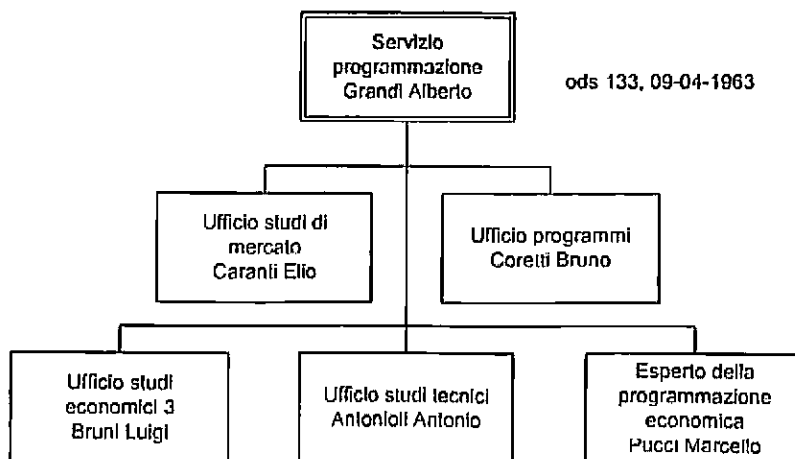 Servizio
programmazione
Grandi Alberto
ods 133, 09-04-1963
Ufficio studi di
mercato
Caranti Elio
Ufficio programmi
Coretti Bruno
Ufficio studi
economici 3
Bruni Luigi
Ufficio studi tecnici
Antonioli Antonio
Esperto della
programmazione
economica
Pucci Marcello